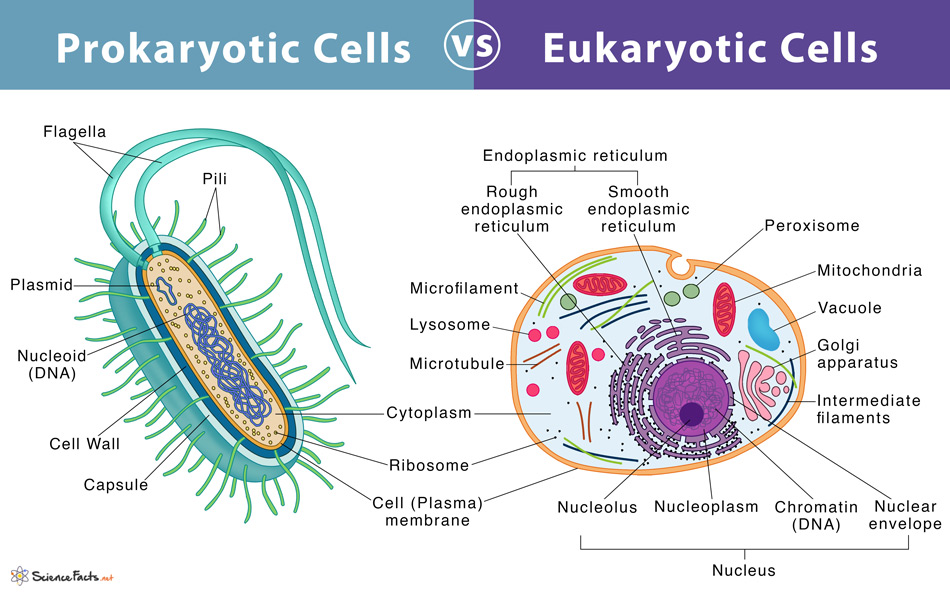 Prokaryotic Cells
VS
Eukaryotic Cells
Flagella
Pili
Plasmid
Nucleoid
(DNA)
Cell Wall
Capsule
Cytoplasm
Ribosome
Cell (Plasma)
membrane
Endoplasmic reticulum
Rough
endoplasmic
reticulum
Smooth
endoplasmic
reticulum
Microfilament
Lysosome
Microtubule
Peroxisome
Mitochondria
Vacuole
Golgi
apparatus
Intermediate
filaments
Nucleolus
Nucleoplasm
Chromatin
(DNA)
Nuclear
envelope
Nucleus
ScienceFacts.net